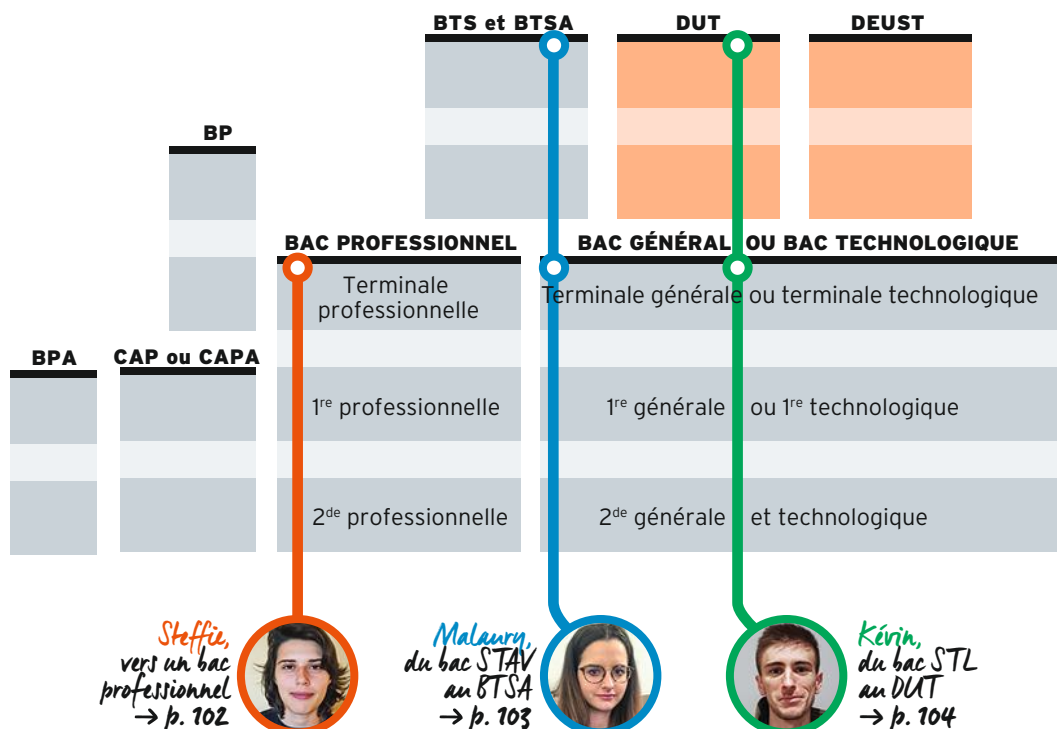 BTS et BTSA
DUT
DEUST
BP
BAC PROFESSIONNEL
BAC GÉNÉRAL OU BAC TECHNOLOGIQUE
Terminale
professionnelle
Terminale générale ou terminale technologique
BPA
CAP ou CAPA
1re professionnelle
1re générale ou 1re technologique
2de professionnelle
2de générale et technologique
Steffie,
vers un bac
professionnel
→ p. 102
Malaury,
du bac STAV
au BTSA
→ p. 103
Kévin,
du bac STL
au DUT
→ p. 104